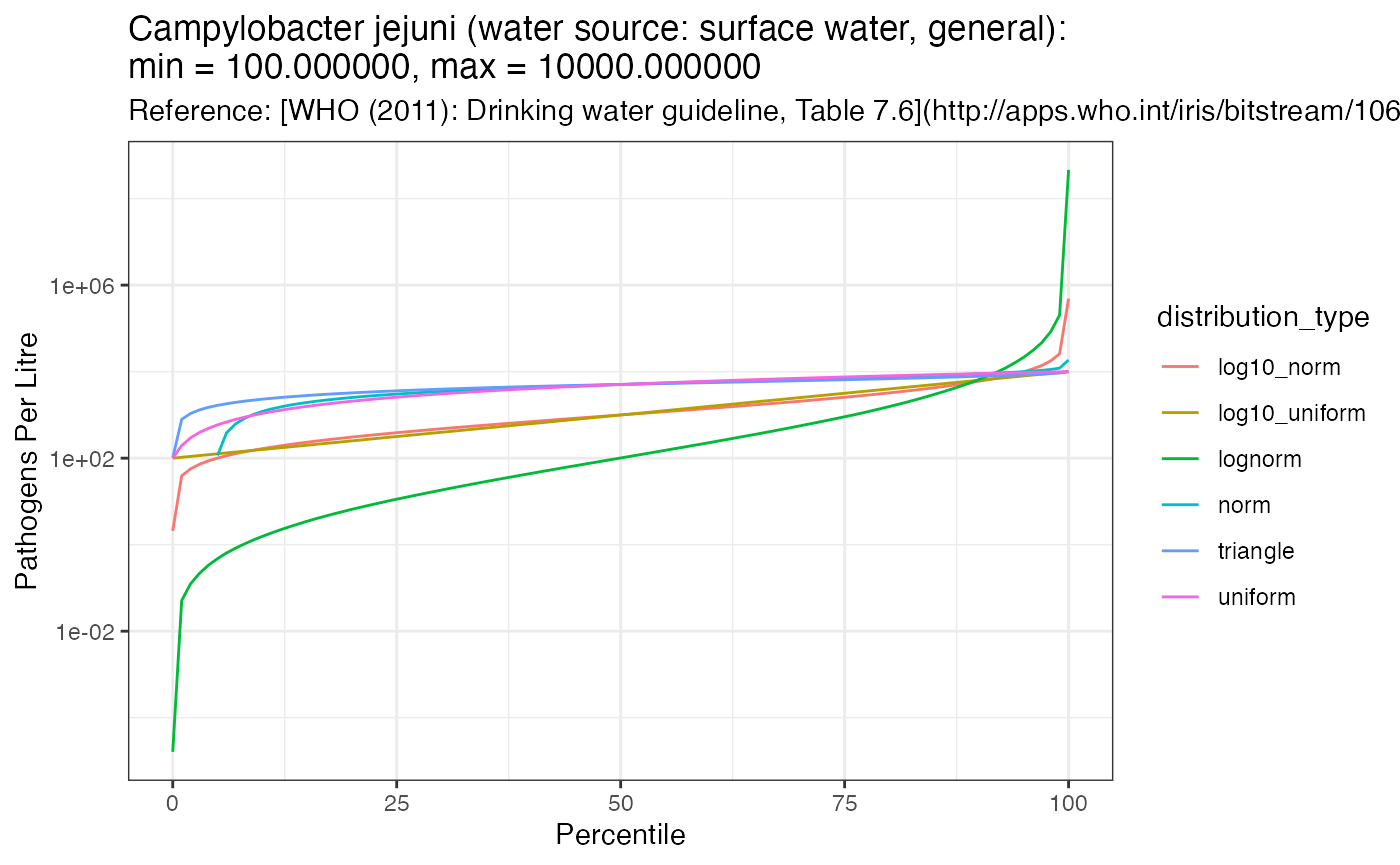 Campylobacter jejuni (water source: surface water, general):
min = 100.000000, max = 10000.000000
Reference: [WHO (2011): Drinking water guideline, Table 7.6](http://apps.who.int/iris/bitstream/106
Pathogens Per Litre
1e+06
1e+02
1e-02
0
25
50
75
100
Percentile
distribution_type
log10_norm
log10_uniform
lognorm
norm
triangle
uniform